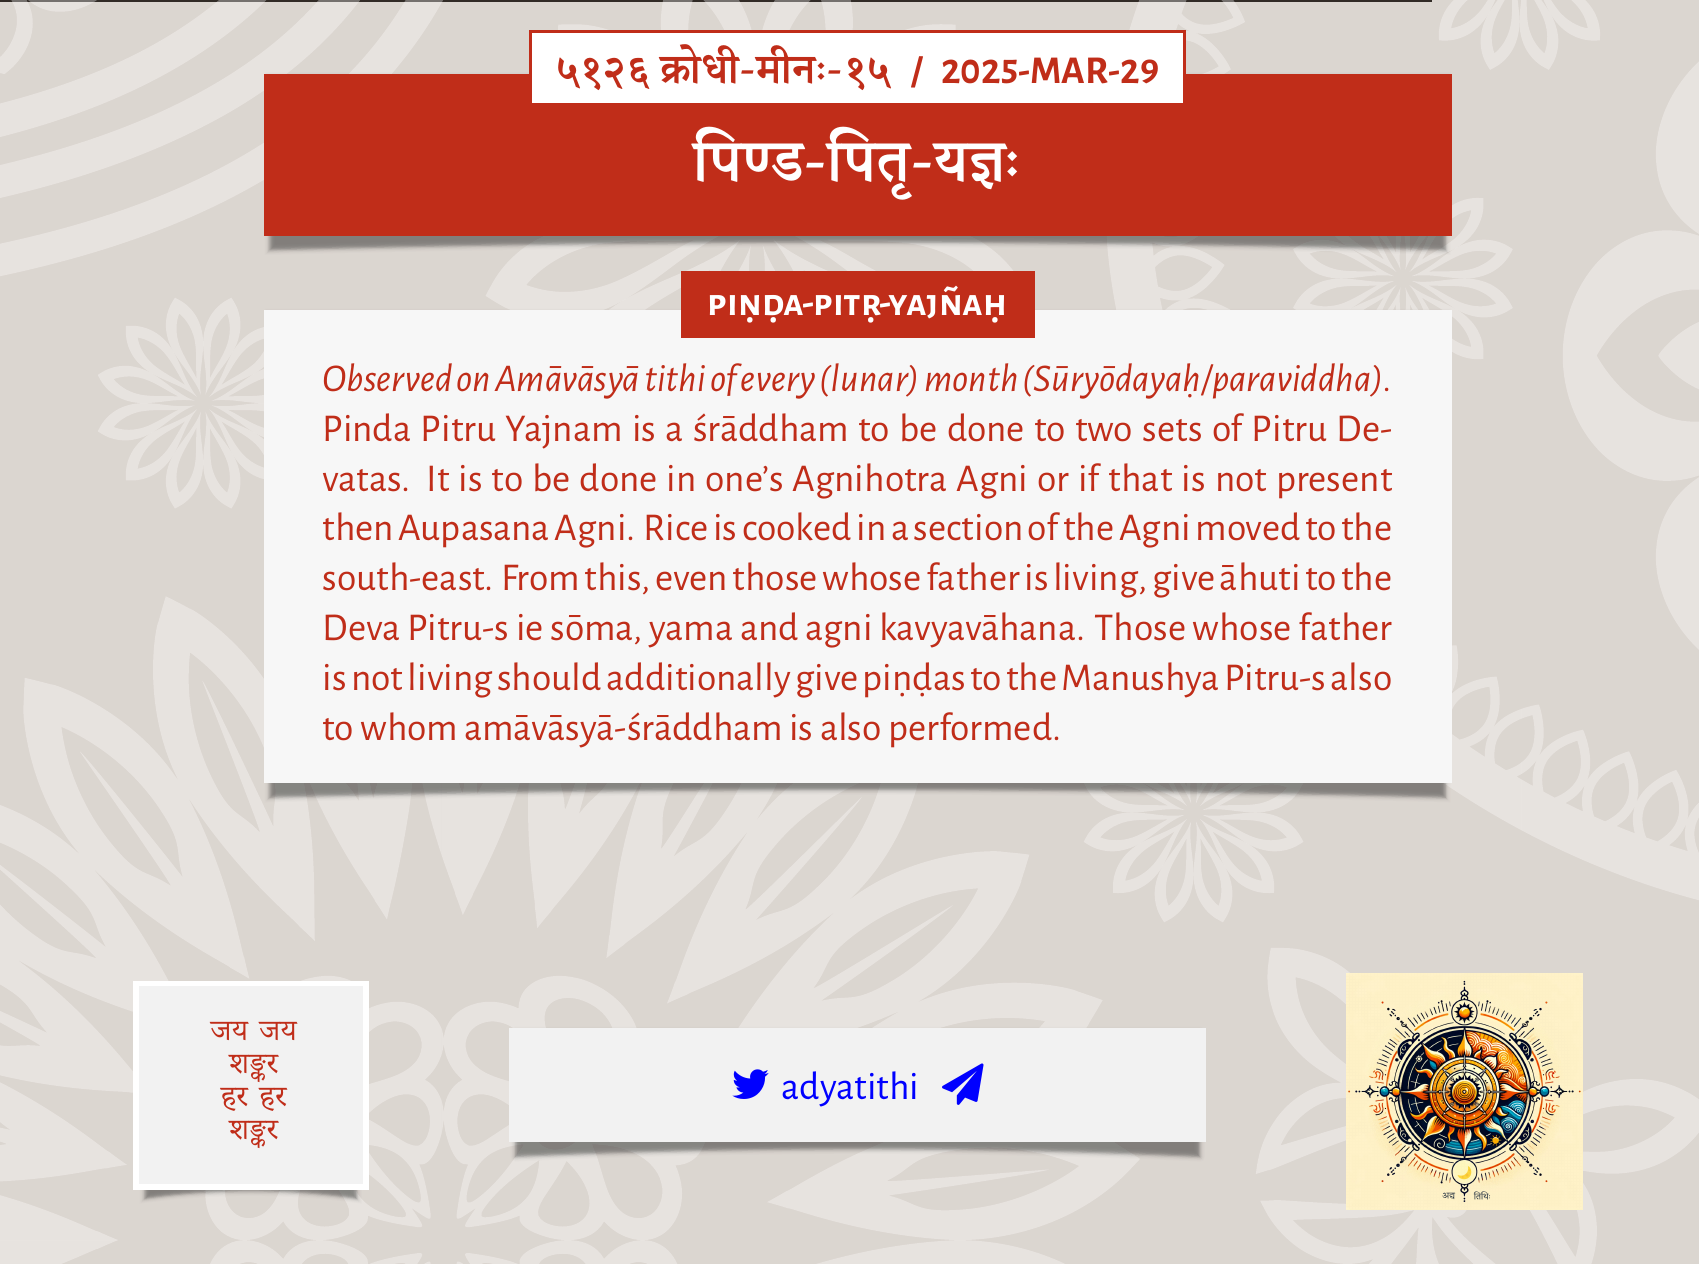 ५१२६ क्रोधी-मीनः-१५ / 2025-MAR-29
पिण्ड-पितृ-यज्ञः
PIṆḌA-PITR̥-YAJÑAḤ
Observed on Amāvāsyā tithi of every (lunar) month (Sūryōdayaḥ/paraviddha).
Pinda Pitru Yajnam is a śrāddham to be done to two sets of Pitru De-
vatas. It is to be done in one’s Agnihotra Agni or if that is not present
then Aupasana Agni. Rice is cooked in a section of the Agni moved to the
south-east. From this, even those whose father is living, give āhuti to the
Deva Pitru-s ie sōma, yama and agni kavyavāhana. Those whose father
is not living should additionally give piṇḍas to the Manushya Pitru-s also
to whom amāvāsyā-śrāddham is also performed.
जय जय
शङ्कर
हर हर
शङ्कर
adyatithi
अद्य तिथिः